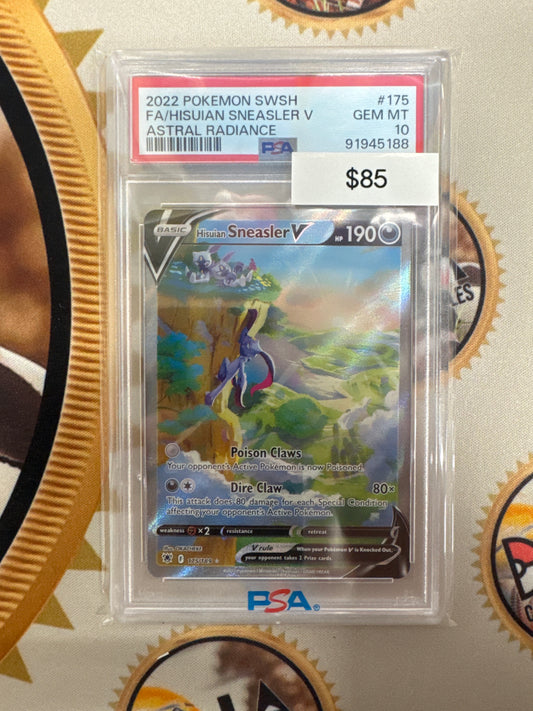 2022 POKEMON SWSH #175
FA/HISUIAN SNEASLER V GEM MT
ASTRAL RADIANCE 10
PSA 91945188
$85
BASIC Hisuian Sneasler V HP 190
Poison Claws
Your opponent's Active Pokémon is now Poisoned.
Dire Claw 80×
This attack does 80 damage for each Special Condition
affecting your opponent's Active Pokémon.
weakness ×2 resistance retreat
V rule When your Pokémon V is Knocked Out,
your opponent takes 2 Prize cards.
175/189
PSA